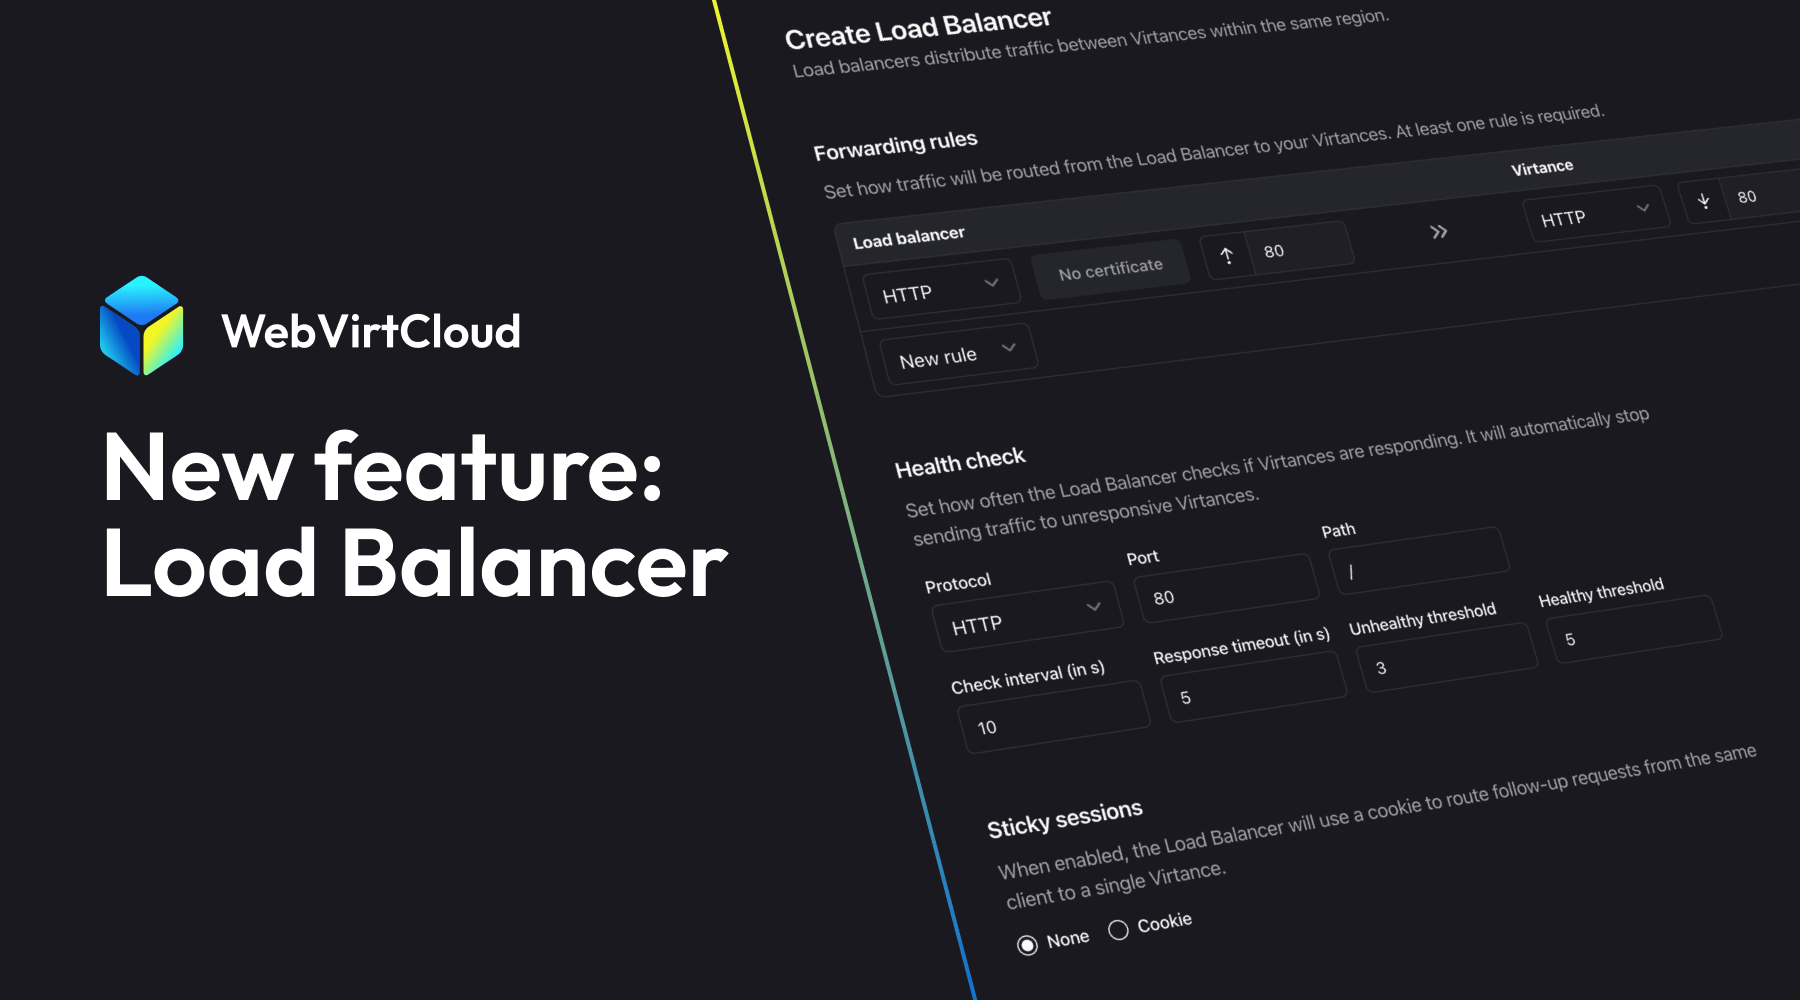 WebVirtCloud
New feature:
Load Balancer
Create Load Balancer
Load balancers distribute traffic between Virtances within the same region.
Forwarding rules
Set how traffic will be routed from the Load Balancer to your Virtances. At least one rule is required.
Load balancer
Virtance
HTTP
No certificate
80
HTTP
80
New rule
Health check
Set how often the Load Balancer checks if Virtances are responding. It will automatically stop
sending traffic to unresponsive Virtances.
Protocol
Port
Path
HTTP
80
/
Check interval (in s)
Response timeout (in s)
Unhealthy threshold
Healthy threshold
10
5
3
5
Sticky sessions
When enabled, the Load Balancer will use a cookie to route follow-up requests from the same
client to a single Virtance.
None
Cookie